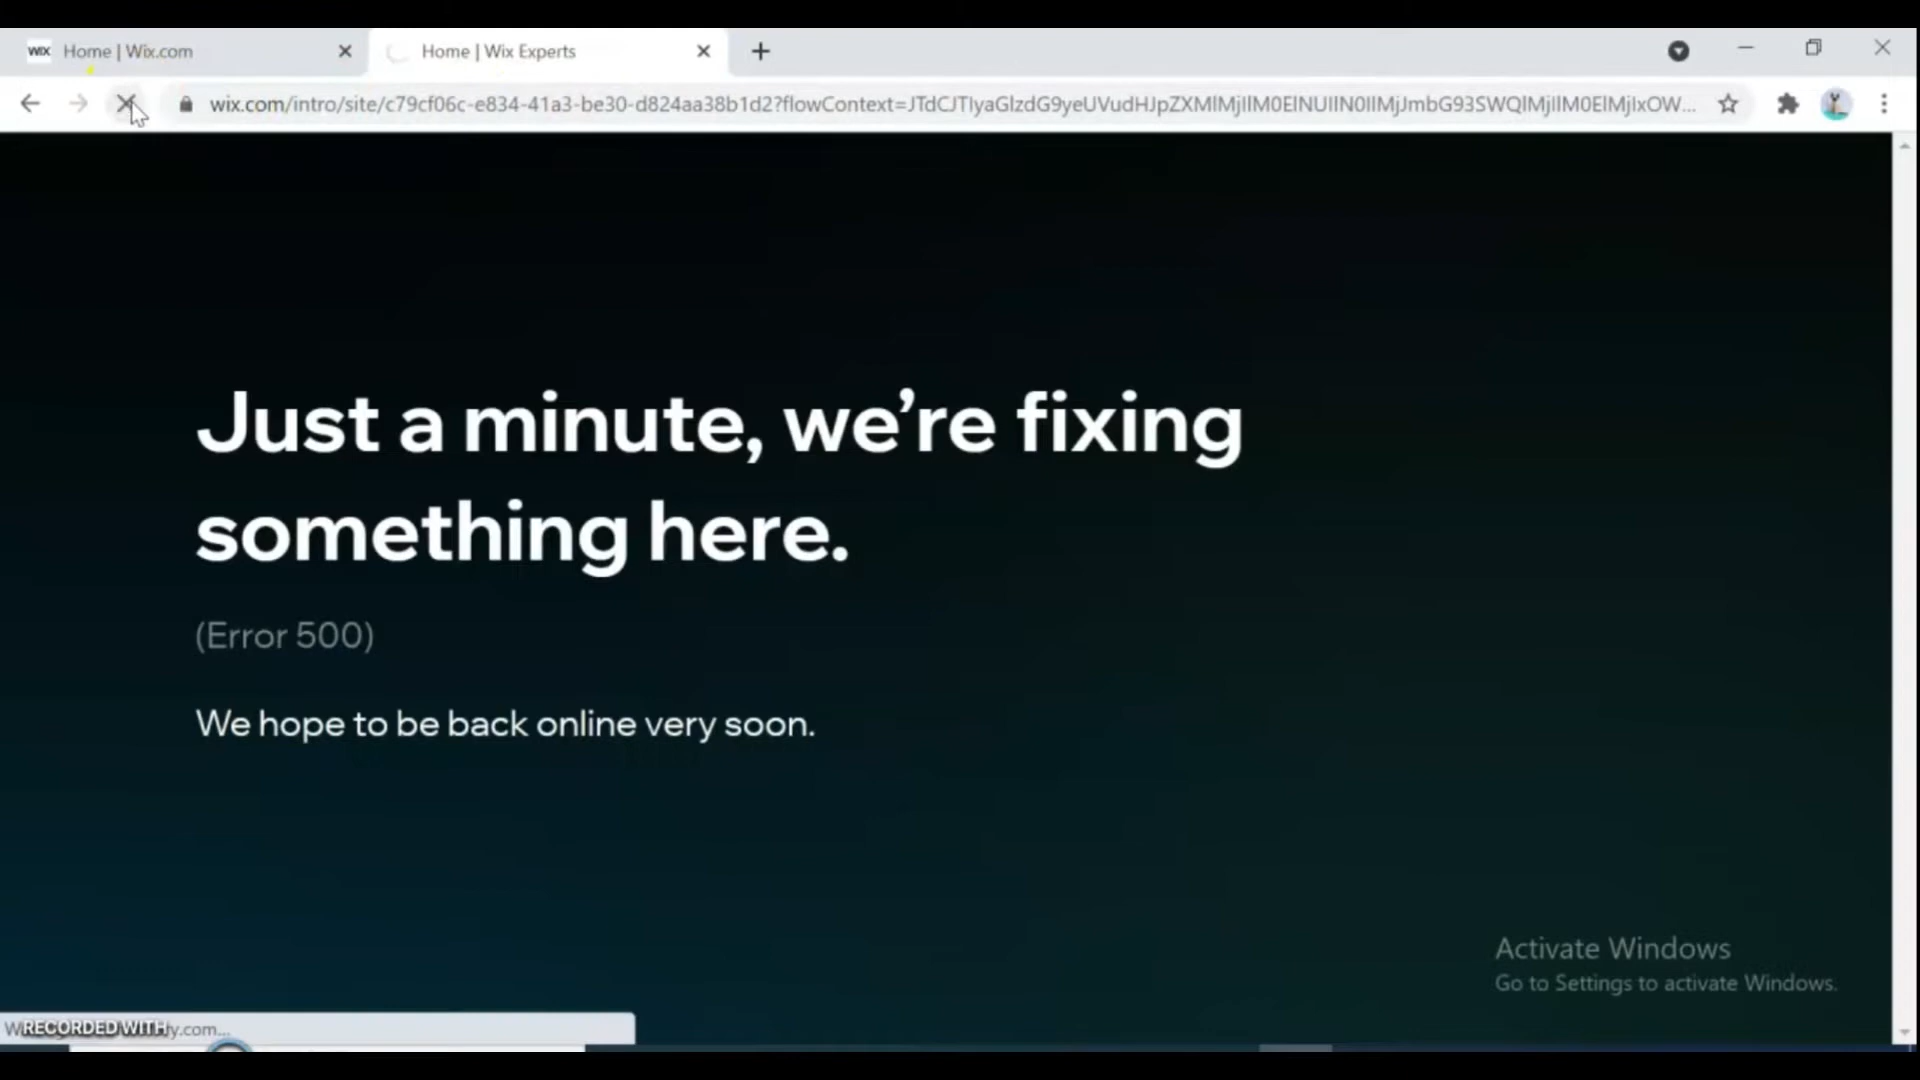 WIX Home | Wix.com
Home | Wix Experts
wix.com/intro/site/c79cf06c-e834-41a3-be30-d824aa38b1d2?flowContext=JTdCJTIyaGlzdG9yeUVudHJpZXMlMjIlM0ElNUIlN0IlMjJmbG93SWQlMjIlM0ElMjIxOW...
Just a minute, we're fixing
something here.
(Error 500)
We hope to be back online very soon.
Activate Windows
Go to Settings to activate Windows.
RECORDED WITH
y.com...